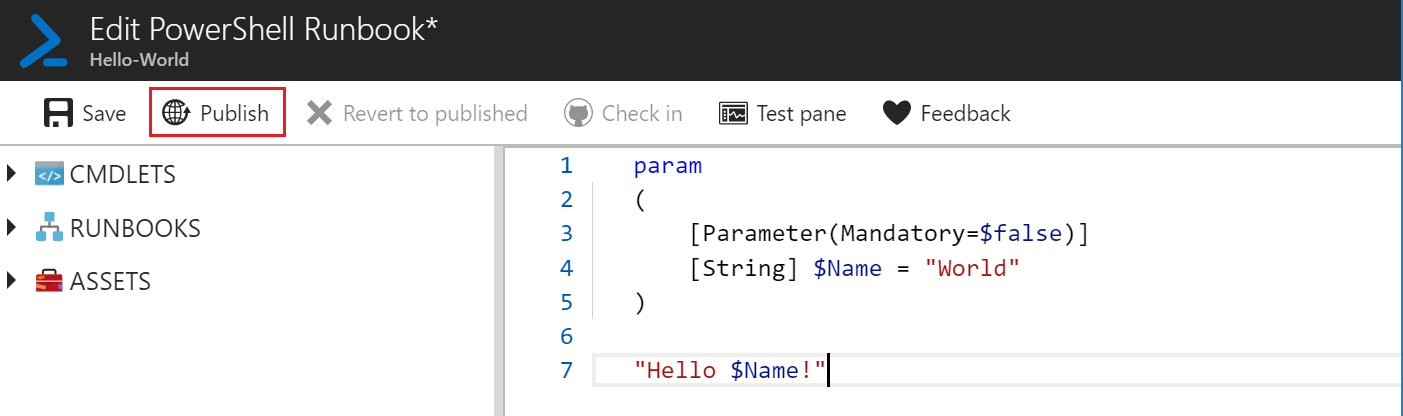 Edit PowerShell Runbook*
Hello-World
Save Publish Revert to published Check in Test pane Feedback
CMDLETS
RUNBOOKS
ASSETS
1 param
2 (
3 [Parameter(Mandatory=$false)]
4 [String] $Name = "World"
5 )
6
7 "Hello $Name!"